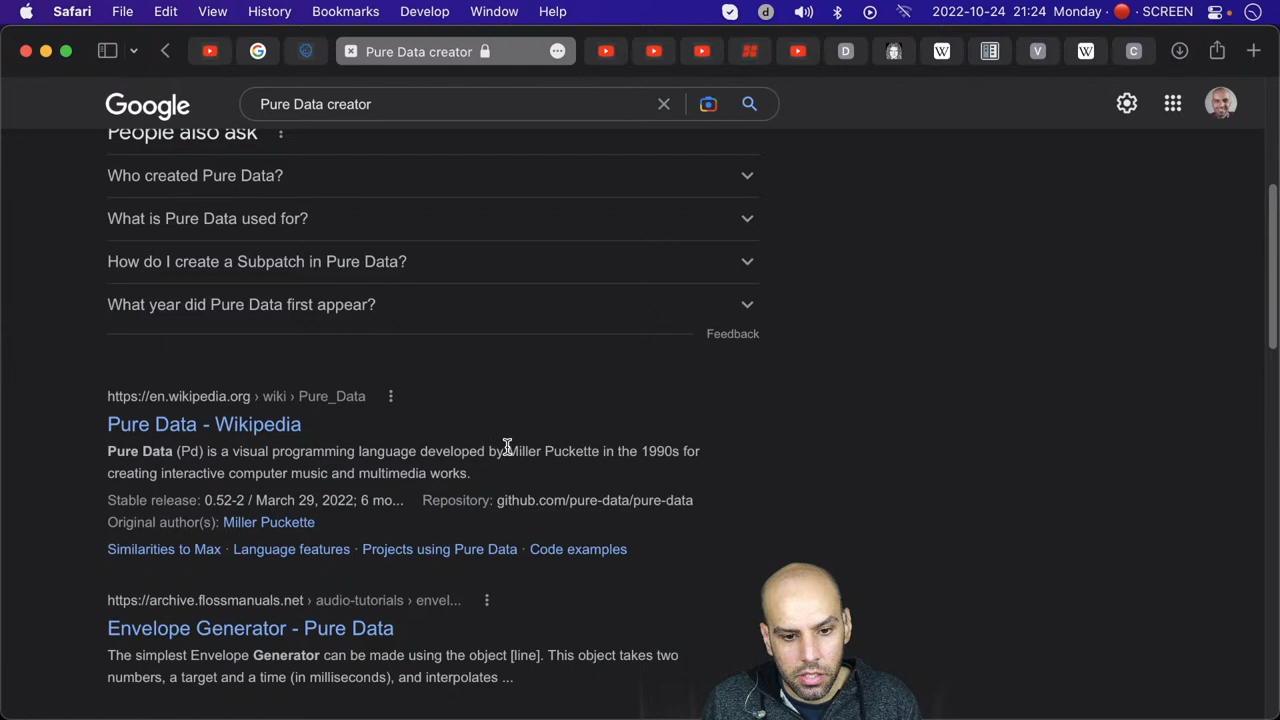 Safari File Edit View History Bookmarks Develop Window Help d 2022-10-24 21:24 Monday SCREEN
Pure Data creator D W V W C
Google Pure Data creator
People also ask
Who created Pure Data?
What is Pure Data used for?
How do I create a Subpatch in Pure Data?
What year did Pure Data first appear?
Feedback
https://en.wikipedia.org › wiki › Pure_Data
Pure Data - Wikipedia
Pure Data (Pd) is a visual programming language developed by Miller Puckette in the 1990s for
creating interactive computer music and multimedia works.
Stable release: 0.52-2 / March 29, 2022; 6 mo... Repository: github.com/pure-data/pure-data
Original author(s): Miller Puckette
Similarities to Max · Language features · Projects using Pure Data · Code examples
https://archive.flossmanuals.net › audio-tutorials › envel...
Envelope Generator - Pure Data
The simplest Envelope Generator can be made using the object [line]. This object takes two
numbers, a target and a time (in milliseconds), and interpolates ...